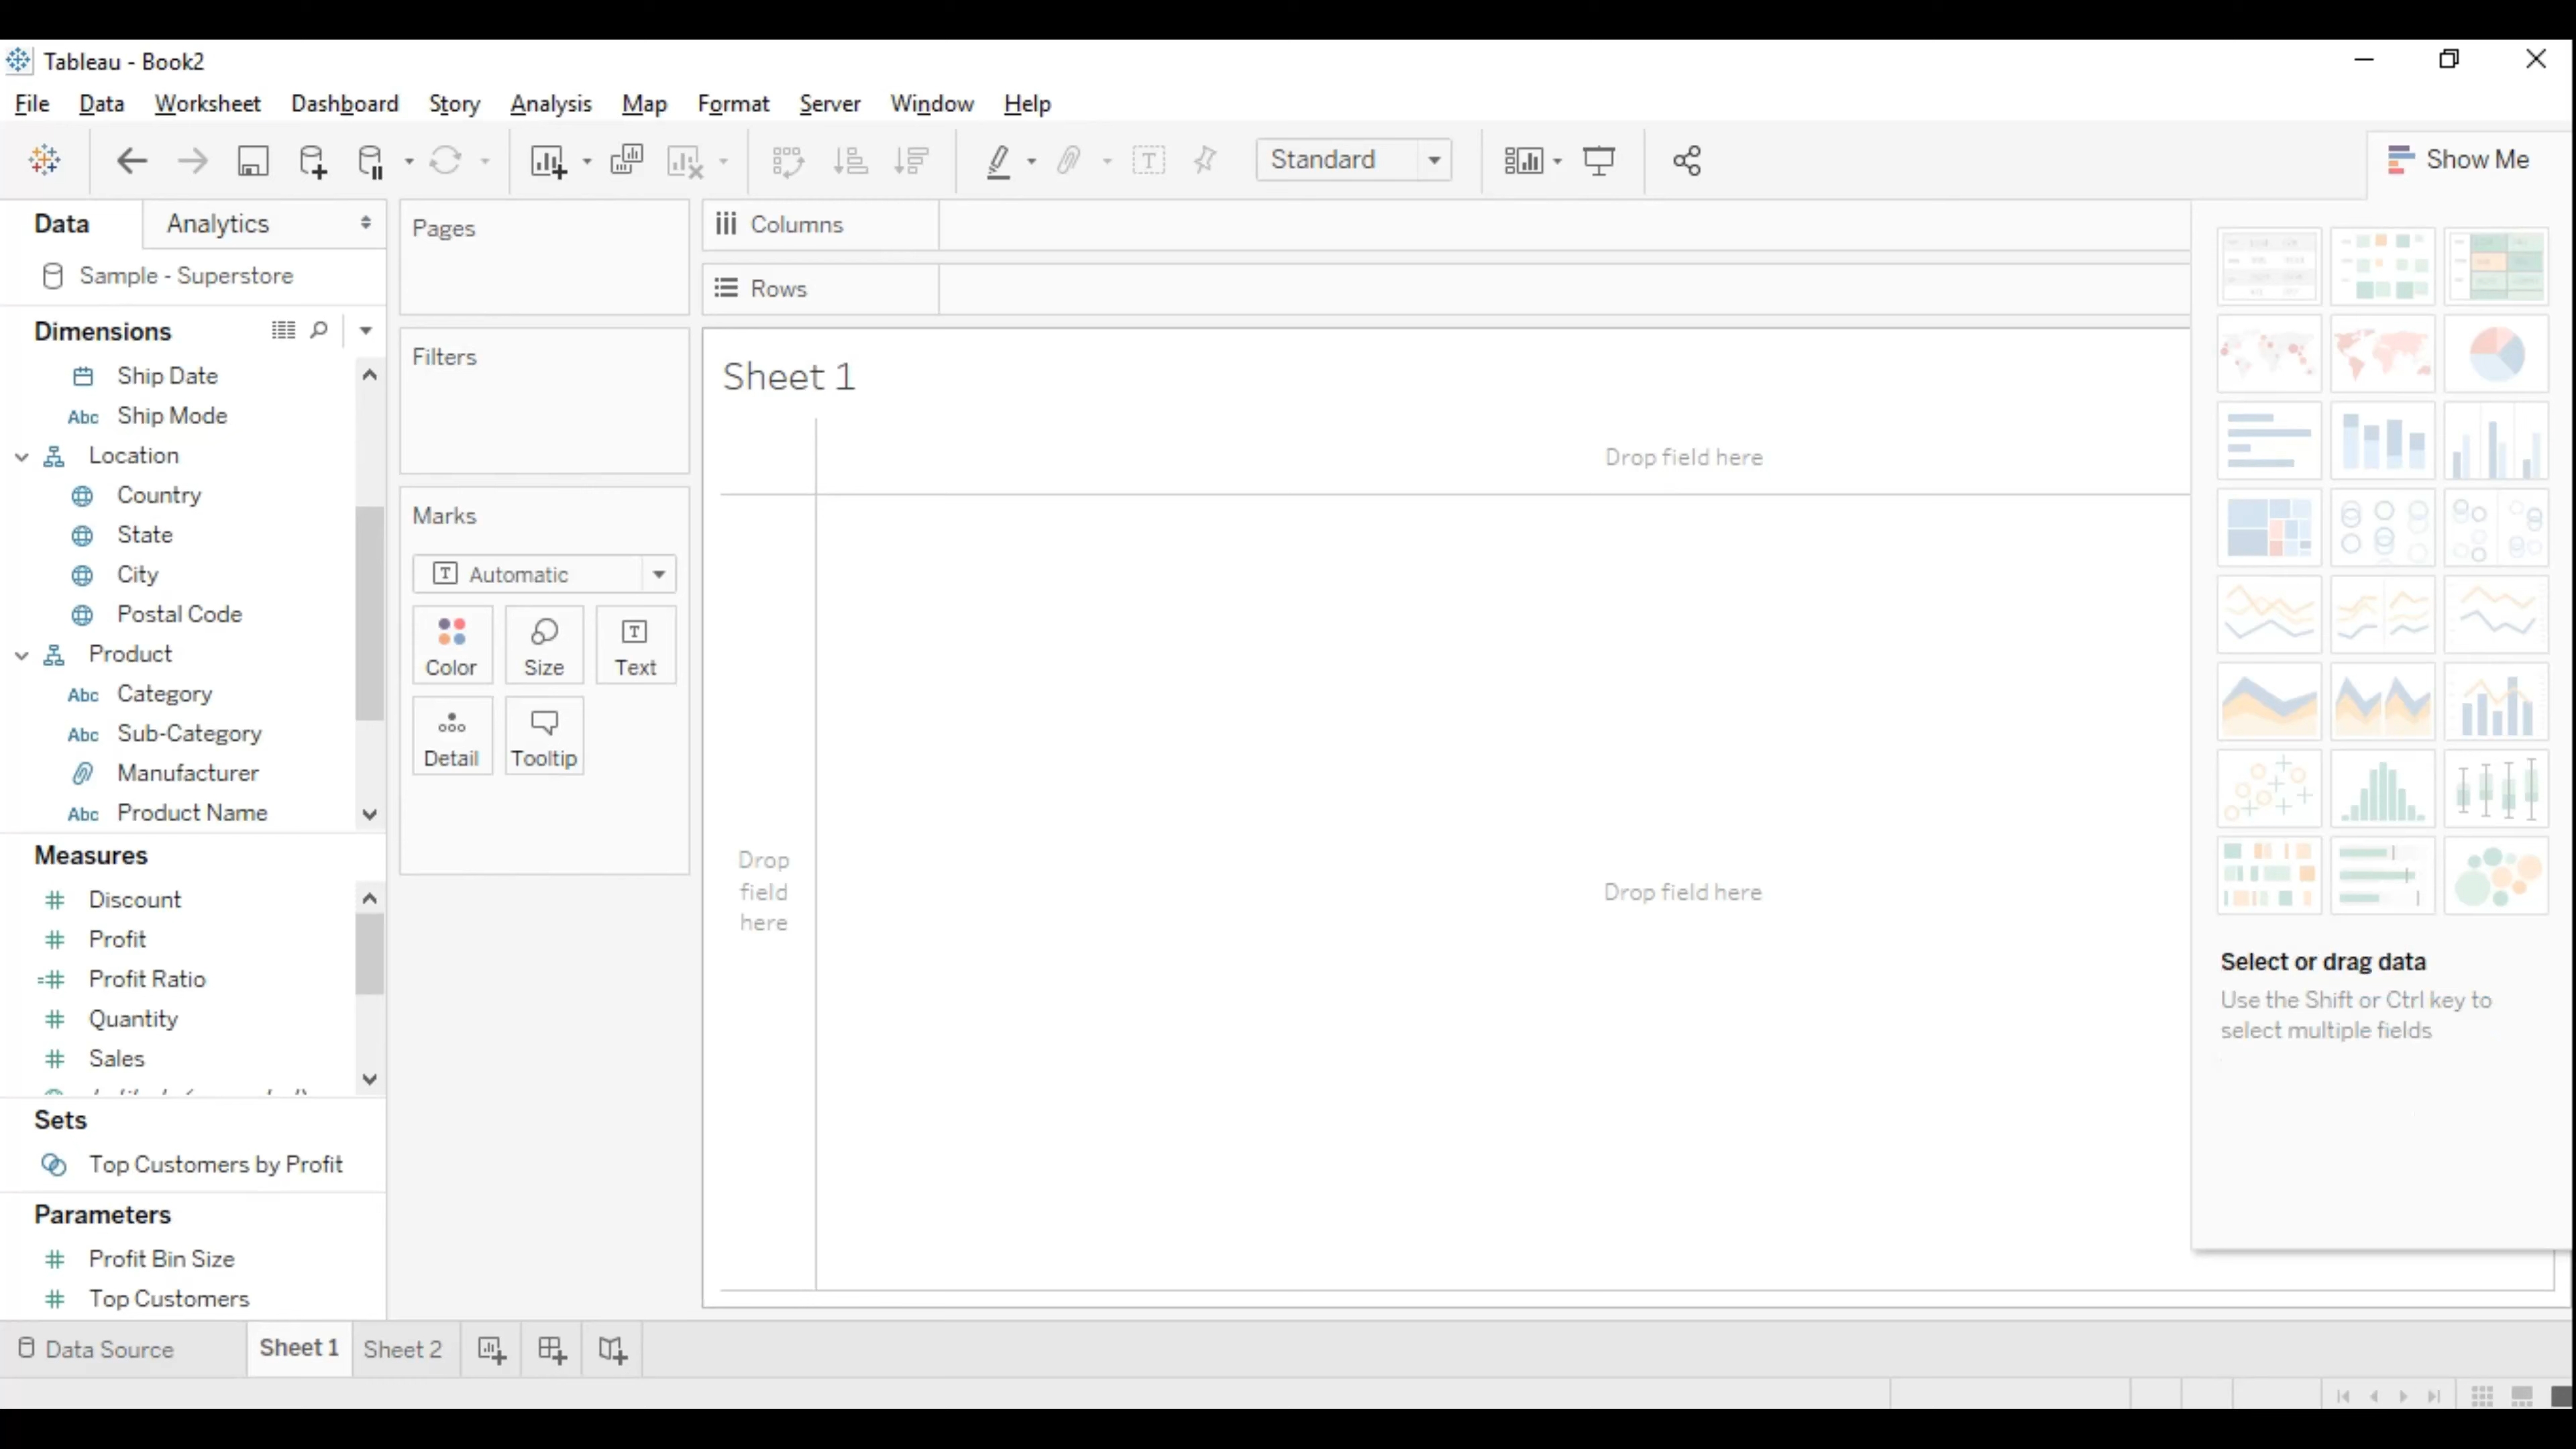 Tableau - Book2
File Data Worksheet Dashboard Story Analysis Map Format Server Window Help
Standard
Show Me
Data Analytics
Sample - Superstore
Dimensions
Ship Date
Abc Ship Mode
Location
Country
State
City
Postal Code
Product
Abc Category
Abc Sub-Category
Manufacturer
Abc Product Name
Measures
# Discount
# Profit
=# Profit Ratio
# Quantity
# Sales
Sets
Top Customers by Profit
Parameters
# Profit Bin Size
# Top Customers
Pages
Filters
Marks
T Automatic
Color Size T Text
Detail Tooltip
Columns
Rows
Sheet 1
Drop field here
Drop
field
here
Drop field here
Select or drag data
Use the Shift or Ctrl key to
select multiple fields
Data Source Sheet 1 Sheet 2